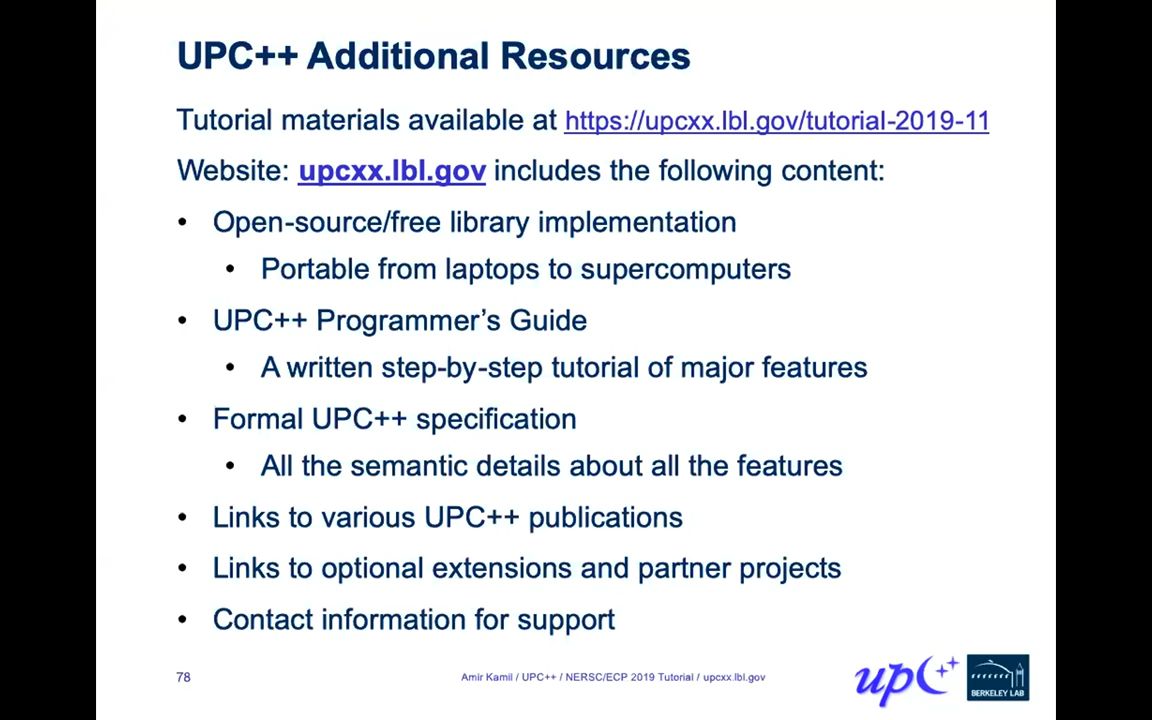 UPC++ Additional Resources
Tutorial materials available at https://upcxx.lbl.gov/tutorial-2019-11
Website: upcxx.lbl.gov includes the following content:
• Open-source/free library implementation
• Portable from laptops to supercomputers
• UPC++ Programmer’s Guide
• A written step-by-step tutorial of major features
• Formal UPC++ specification
• All the semantic details about all the features
• Links to various UPC++ publications
• Links to optional extensions and partner projects
• Contact information for support
78
Amir Kamil / UPC++ / NERSC/ECP 2019 Tutorial / upcxx.lbl.gov
upC++
BERKELEY LAB